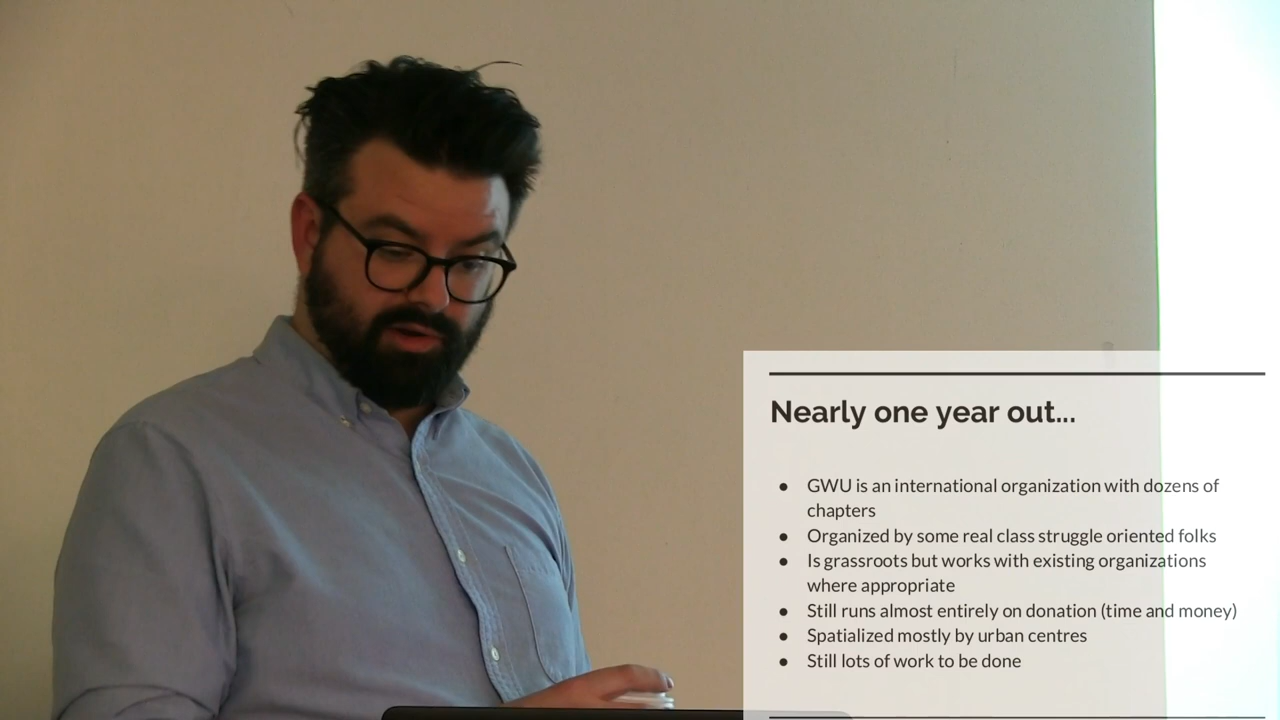 Nearly one year out...
● GWU is an international organization with dozens of
chapters
● Organized by some real class struggle oriented folks
● Is grassroots but works with existing organizations
where appropriate
● Still runs almost entirely on donation (time and money)
● Spatialized mostly by urban centres
● Still lots of work to be done